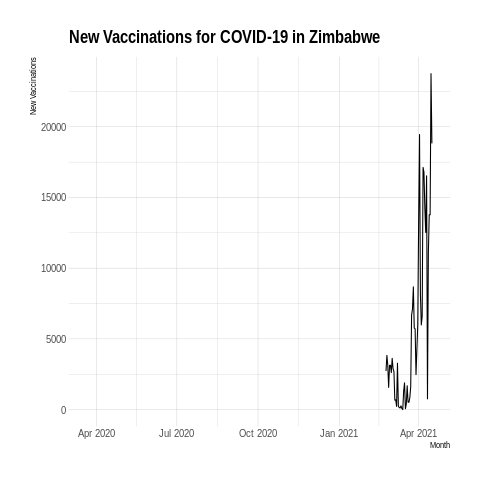 New Vaccinations for COVID-19 in Zimbabwe
New Vaccinations
20000
15000
10000
5000
0
Apr 2020 Jul 2020 Oct 2020 Jan 2021 Apr 2021
Month